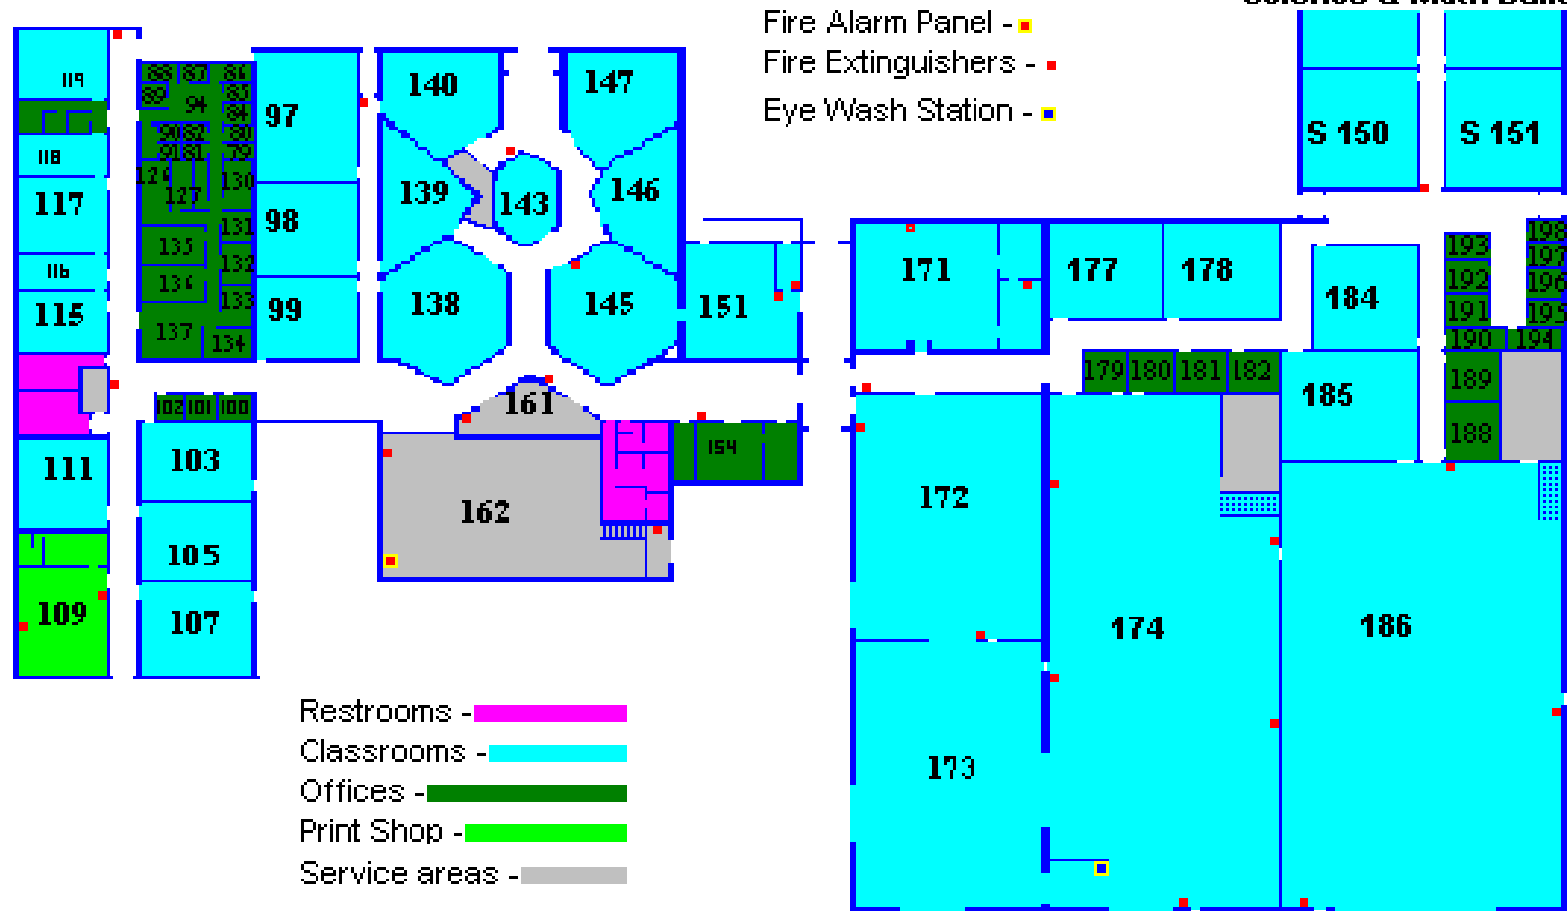 Science & Math Buil
Fire Alarm Panel -
Fire Extinguishers -
Eye Wash Station -
119
88 87 86
89 94 85
84
90 82 80
91 81 79
118
126 127 130
117
131
135
132
116
136
133
115
137 134
97
98
99
140
147
139
143
146
138
145
151
S 150
S 151
171
177
178
184
193
198
197
192
196
191
195
190
194
179 180 181 182
185
189
188
102 101 100
161
154
111
103
162
172
105
109
107
174
186
173
Restrooms -
Classrooms -
Offices -
Print Shop -
Service areas -